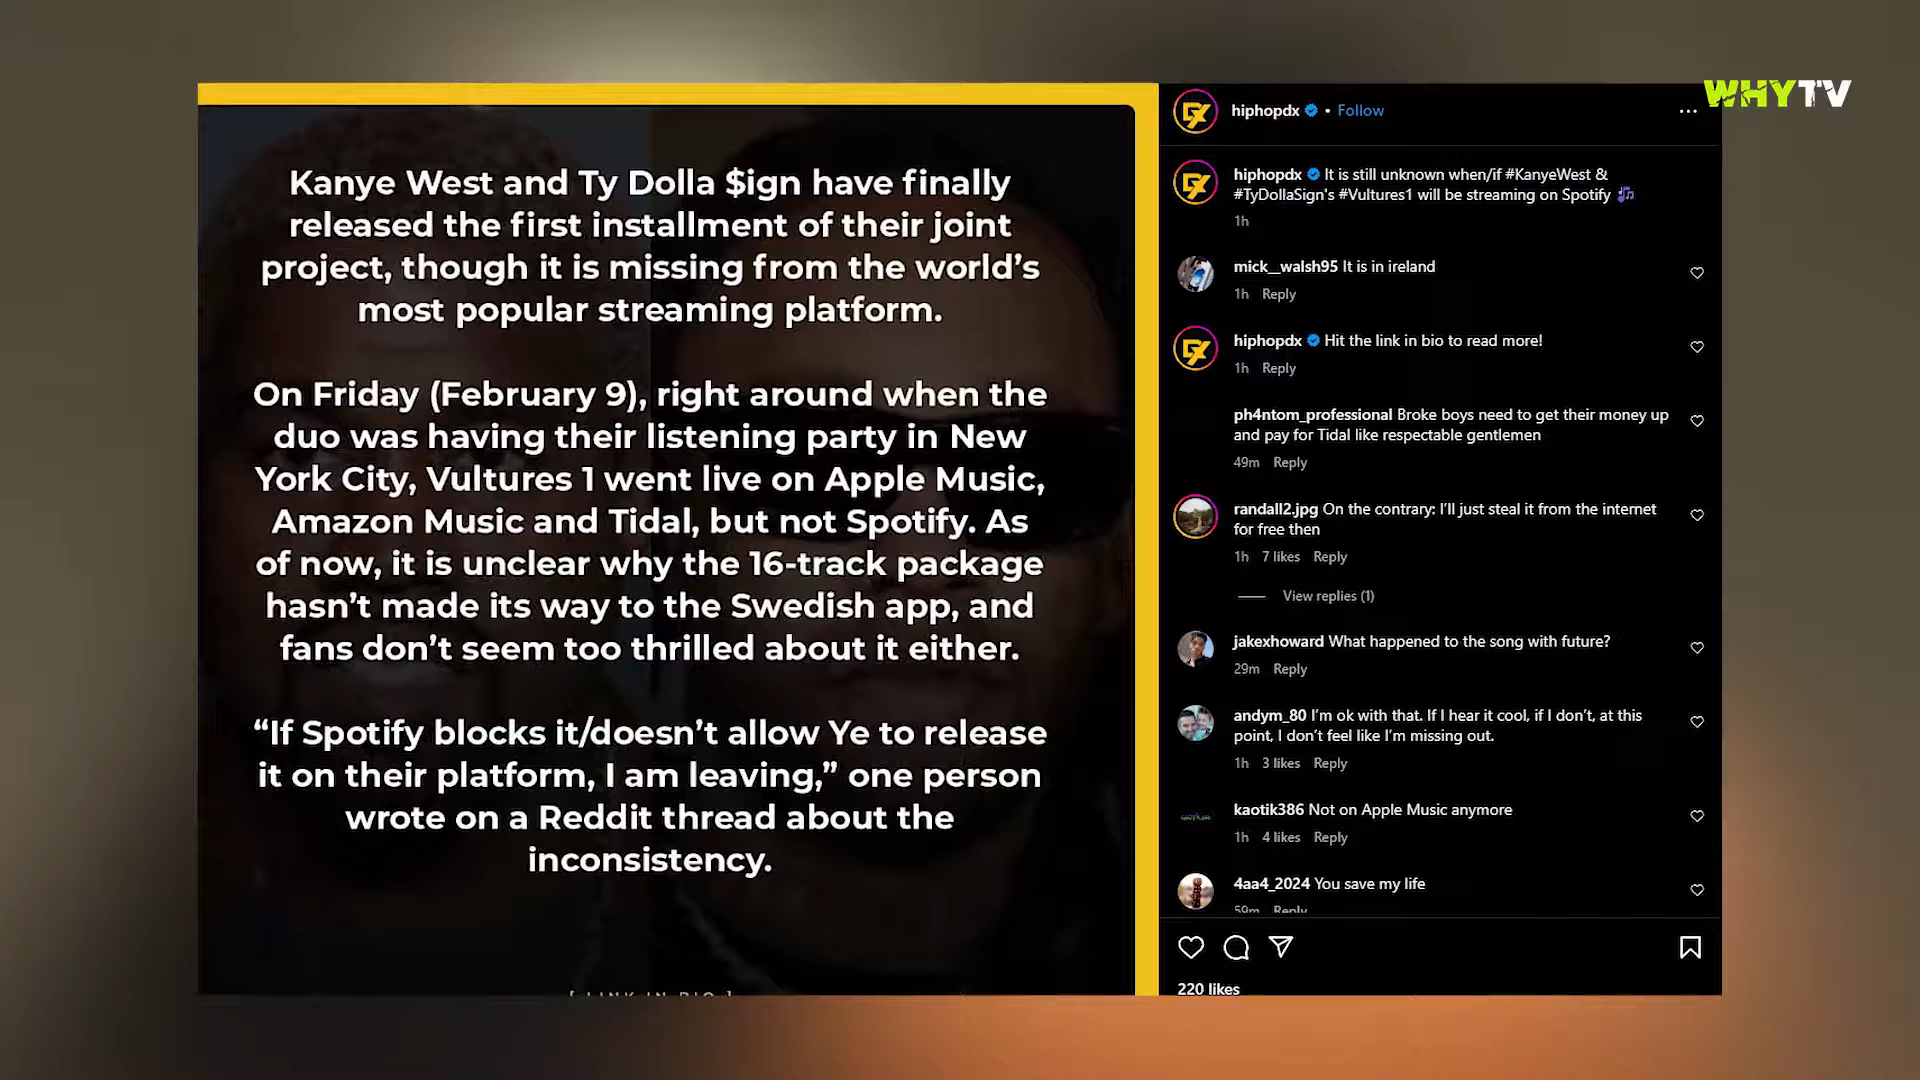 WHYTV
Kanye West and Ty Dolla $ign have finally
released the first installment of their joint
project, though it is missing from the world's
most popular streaming platform.
On Friday (February 9), right around when the
duo was having their listening party in New
York City, Vultures 1 went live on Apple Music,
Amazon Music and Tidal, but not Spotify. As
of now, it is unclear why the 16-track package
hasn't made its way to the Swedish app, and
fans don't seem too thrilled about it either.
“If Spotify blocks it/doesn't allow Ye to release
it on their platform, I am leaving,” one person
wrote on a Reddit thread about the
inconsistency.
[ LINK IN BIO ]
hiphopdx • Follow
hiphopdx It is still unknown when/if #KanyeWest &
#TyDollaSign's #Vultures1 will be streaming on Spotify
1h
mick__walsh95 It is in ireland
1h Reply
hiphopdx Hit the link in bio to read more!
1h Reply
ph4ntom_professional Broke boys need to get their money up
and pay for Tidal like respectable gentlemen
49m Reply
randall2.jpg On the contrary: I'll just steal it from the internet
for free then
1h 7 likes Reply
View replies (1)
jakexhoward What happened to the song with future?
29m Reply
andym_80 I'm ok with that. If I hear it cool, if I don't, at this
point, I don't feel like I'm missing out.
1h 3 likes Reply
kaotik386 Not on Apple Music anymore
1h 4 likes Reply
4aa4_2024 You save my life
59m Reply
220 likes